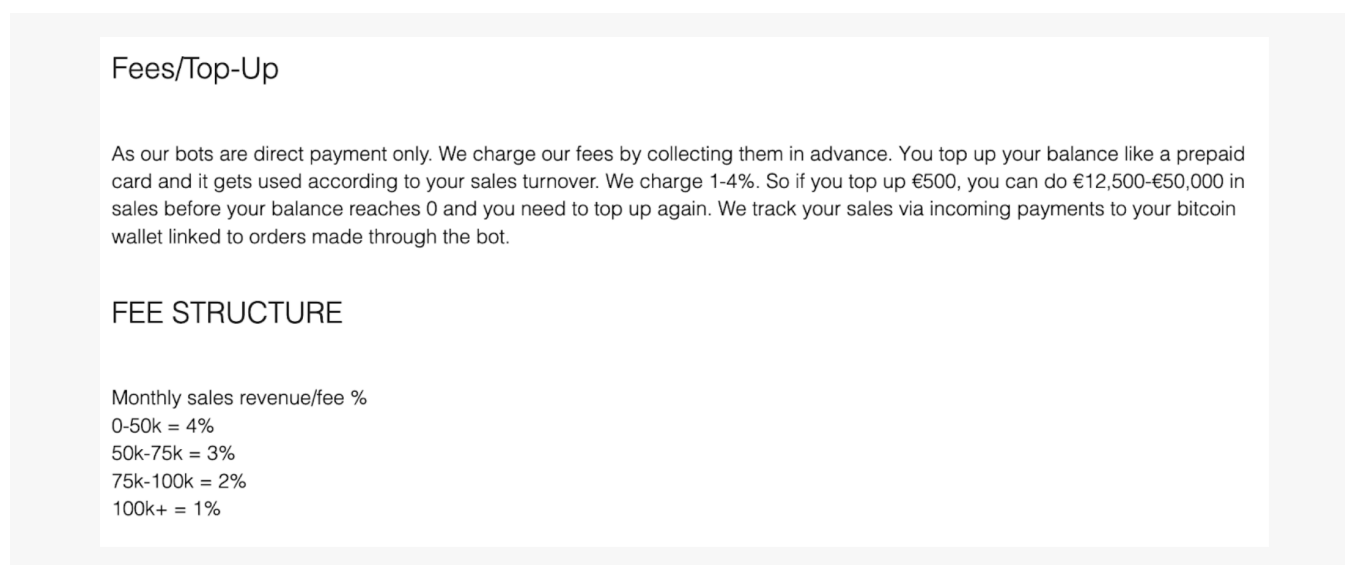 Fees/Top-Up
As our bots are direct payment only. We charge our fees by collecting them in advance. You top up your balance like a prepaid
card and it gets used according to your sales turnover. We charge 1-4%. So if you top up €500, you can do €12,500-€50,000 in
sales before your balance reaches 0 and you need to top up again. We track your sales via incoming payments to your bitcoin
wallet linked to orders made through the bot.
FEE STRUCTURE
Monthly sales revenue/fee %
0-50k = 4%
50k-75k = 3%
75k-100k = 2%
100k+ = 1%